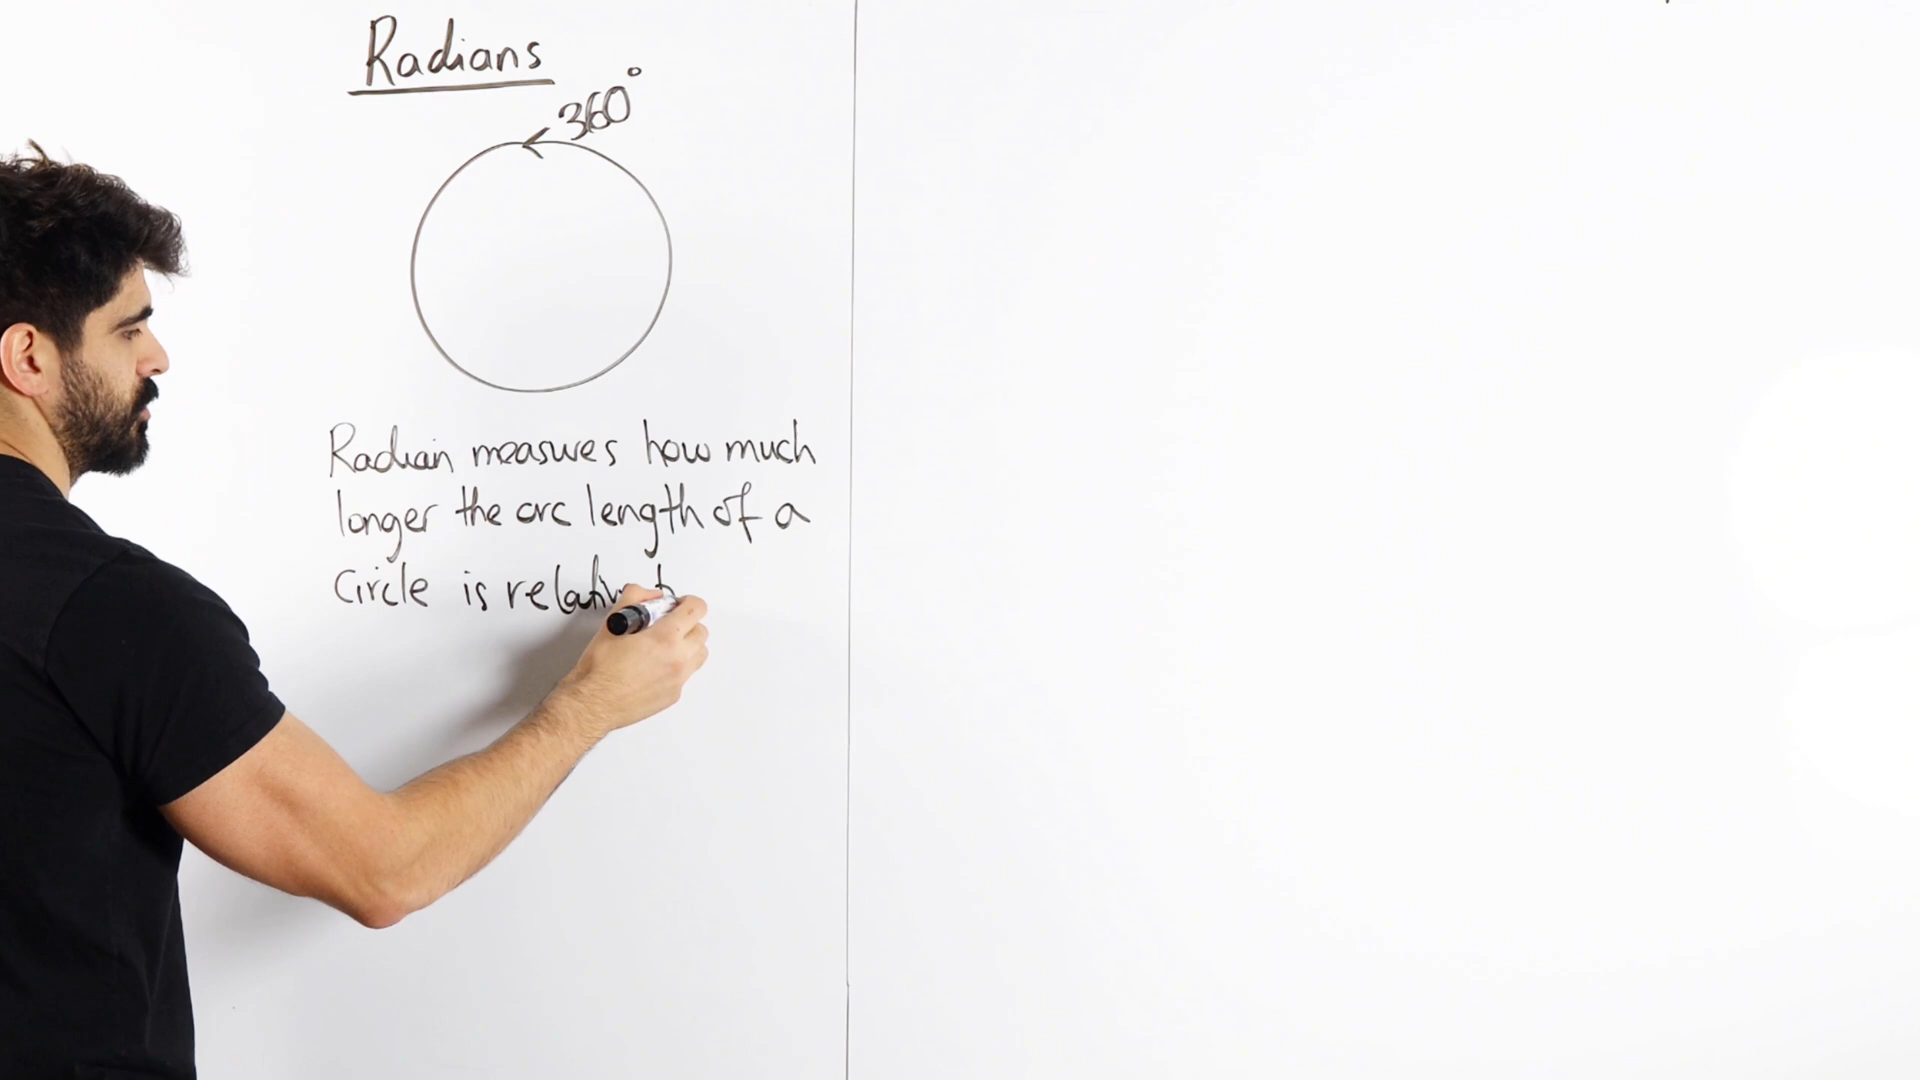 Radians
360°
Radian measures how much
longer the arc length of a
circle is relative